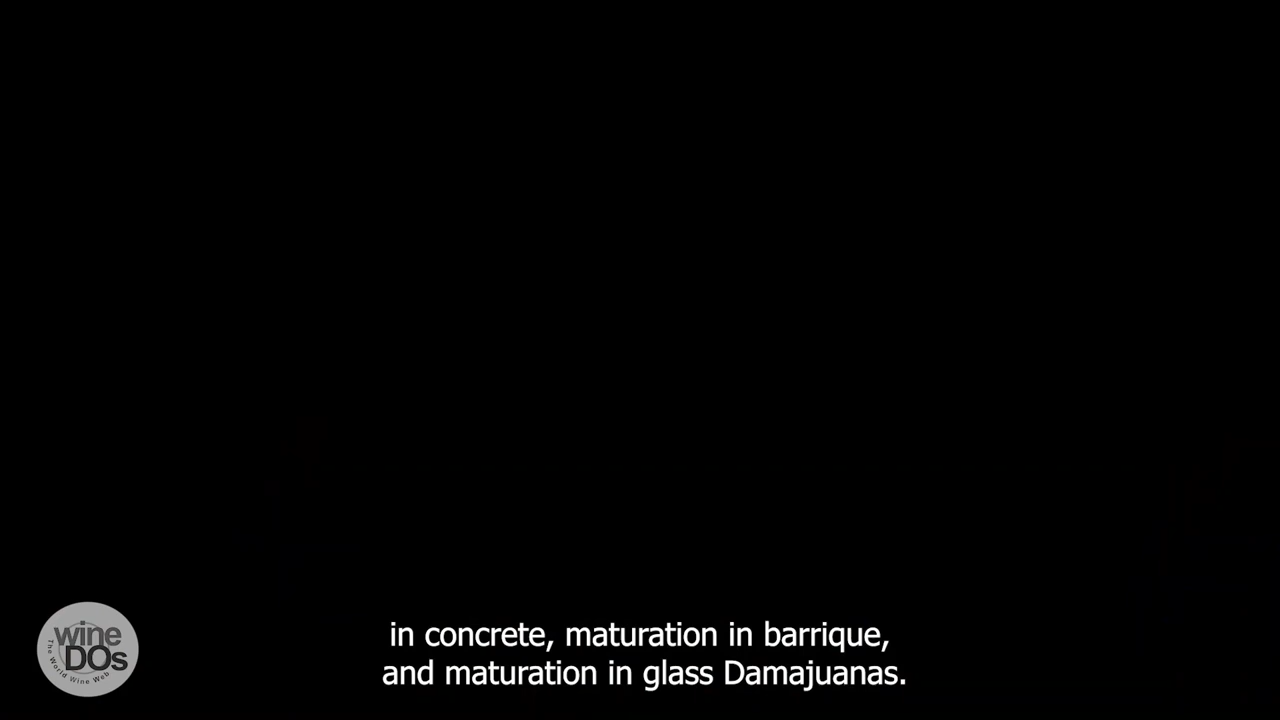 in concrete, maturation in barrique,
and maturation in glass Damajuanas.
wine
DOs
The World Wine Web